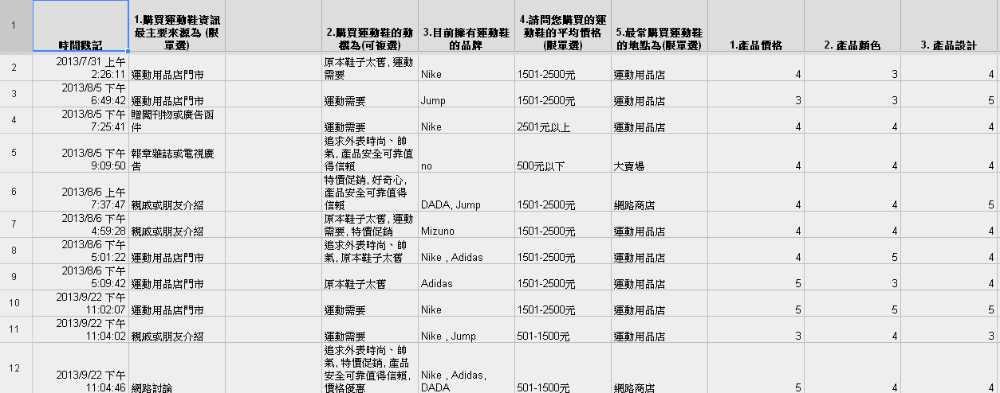 1
時間戳記
1.購買運動鞋資訊
最主要來源為 (限
單選)
2.購買運動鞋的動
機為(可複選)
3.目前擁有運動鞋
的品牌
4.請問您購買的運
動鞋的平均價格
(限單選)
5.最常購買運動鞋
的地點為(限單選)
1.產品價格
2. 產品顏色
3. 產品設計
2
2013/7/31 上午
2:26:11
運動用品店門市
原本鞋子太舊, 運動
需要
Nike
1501-2500元
運動用品店
4
3
4
3
2013/8/5 下午
6:49:42
運動用品店門市
運動需要
Jump
1501-2500元
運動用品店
3
3
5
4
2013/8/5 下午
7:25:41
贈閱刊物或廣告函
件
運動需要
Nike
2501元以上
運動用品店
4
4
4
5
2013/8/5 下午
9:09:50
報章雜誌或電視廣
告
追求外表時尚、帥
氣, 產品安全可靠值
得信賴
no
500元以下
大賣場
4
4
4
6
2013/8/6 上午
7:37:47
親戚或朋友介紹
特價促銷, 好奇心,
產品安全可靠值得
信賴
DADA, Jump
1501-2500元
網路商店
4
4
5
7
2013/8/6 下午
4:59:28
親戚或朋友介紹
原本鞋子太舊, 運動
需要, 特價促銷
Mizuno
1501-2500元
運動用品店
4
4
4
8
2013/8/6 下午
5:01:22
運動用品店門市
追求外表時尚、帥
氣, 原本鞋子太舊
Nike , Adidas
1501-2500元
運動用品店
4
5
4
9
2013/8/6 下午
5:09:42
運動用品店門市
原本鞋子太舊
Adidas
1501-2500元
運動用品店
5
3
4
10
2013/9/22 下午
11:02:07
運動用品店門市
運動需要
Nike
1501-2500元
運動用品店
5
5
5
11
2013/9/22 下午
11:04:02
親戚或朋友介紹
運動需要
Nike , Jump
501-1500元
運動用品店
3
4
3
12
2013/9/22 下午
11:04:46
網路討論
追求外表時尚、帥
氣, 特價促銷, 產品
安全可靠值得信賴,
價格優惠
Nike , Adidas,
DADA
501-1500元
網路商店
5
4
4